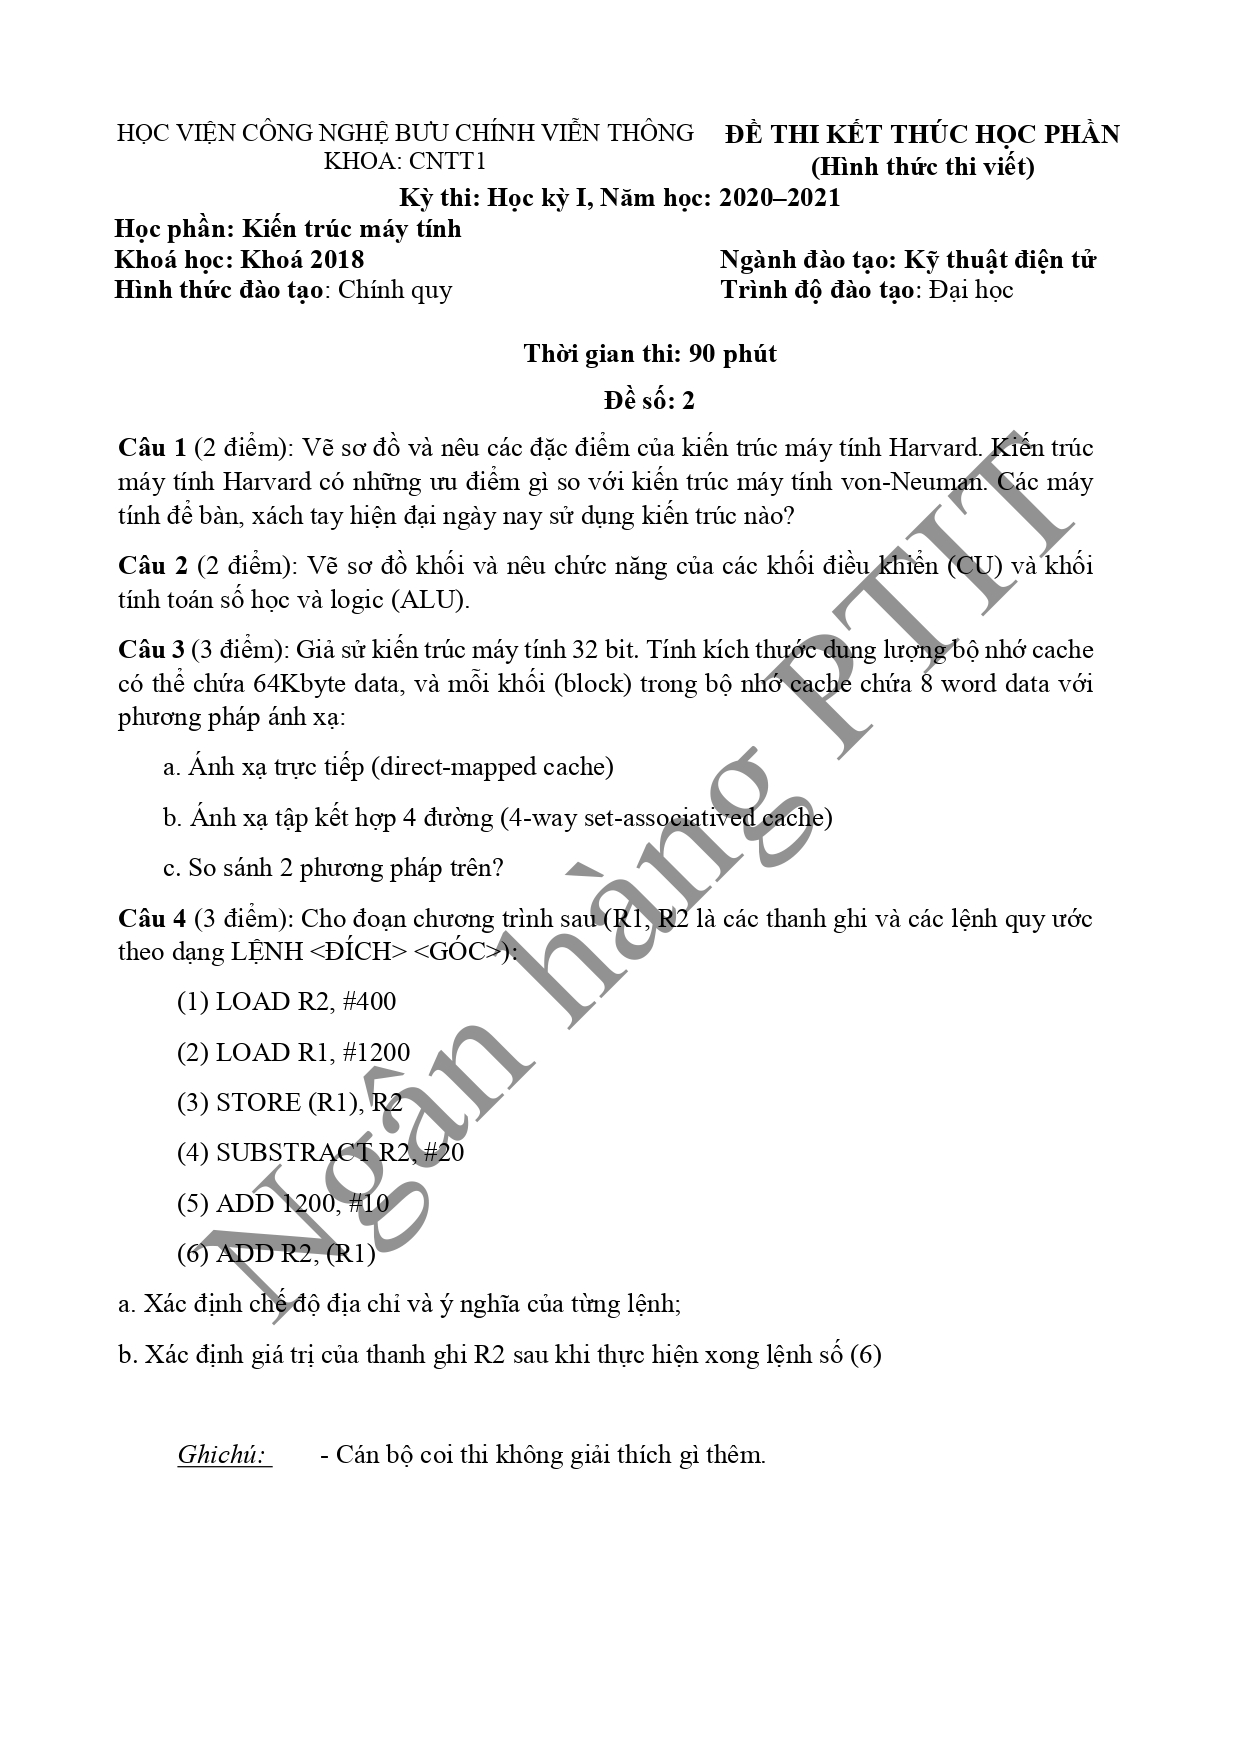 HỌC VIỆN CÔNG NGHỆ BƯU CHÍNH VIỄN THÔNG
KHOA: CNTT1
ĐỀ THI KẾT THÚC HỌC PHẦN
(Hình thức thi viết)
Kỳ thi: Học kỳ I, Năm học: 2020–2021
Học phần: Kiến trúc máy tính
Khoá học: Khoá 2018
Ngành đào tạo: Kỹ thuật điện tử
Hình thức đào tạo: Chính quy
Trình độ đào tạo: Đại học
Thời gian thi: 90 phút
Đề số: 2
Câu 1 (2 điểm): Vẽ sơ đồ và nêu các đặc điểm của kiến trúc máy tính Harvard. Kiến trúc
máy tính Harvard có những ưu điểm gì so với kiến trúc máy tính von-Neuman. Các máy
tính để bàn, xách tay hiện đại ngày nay sử dụng kiến trúc nào?
Câu 2 (2 điểm): Vẽ sơ đồ khối và nêu chức năng của các khối điều khiển (CU) và khối
tính toán số học và logic (ALU).
Câu 3 (3 điểm): Giả sử kiến trúc máy tính 32 bit. Tính kích thước dung lượng bộ nhớ cache
có thể chứa 64Kbyte data, và mỗi khối (block) trong bộ nhớ cache chứa 8 word data với
phương pháp ánh xạ:
a. Ánh xạ trực tiếp (direct-mapped cache)
b. Ánh xạ tập kết hợp 4 đường (4-way set-associatived cache)
c. So sánh 2 phương pháp trên?
Câu 4 (3 điểm): Cho đoạn chương trình sau (R1, R2 là các thanh ghi và các lệnh quy ước
theo dạng LỆNH <ĐÍCH> <GÓC>):
(1) LOAD R2, #400
(2) LOAD R1, #1200
(3) STORE (R1), R2
(4) SUBSTRACT R2, #20
(5) ADD 1200, #10
(6) ADD R2, (R1)
a. Xác định chế độ địa chỉ và ý nghĩa của từng lệnh;
b. Xác định giá trị của thanh ghi R2 sau khi thực hiện xong lệnh số (6)
Ghichú: - Cán bộ coi thi không giải thích gì thêm.
Ngân hàng PTIT